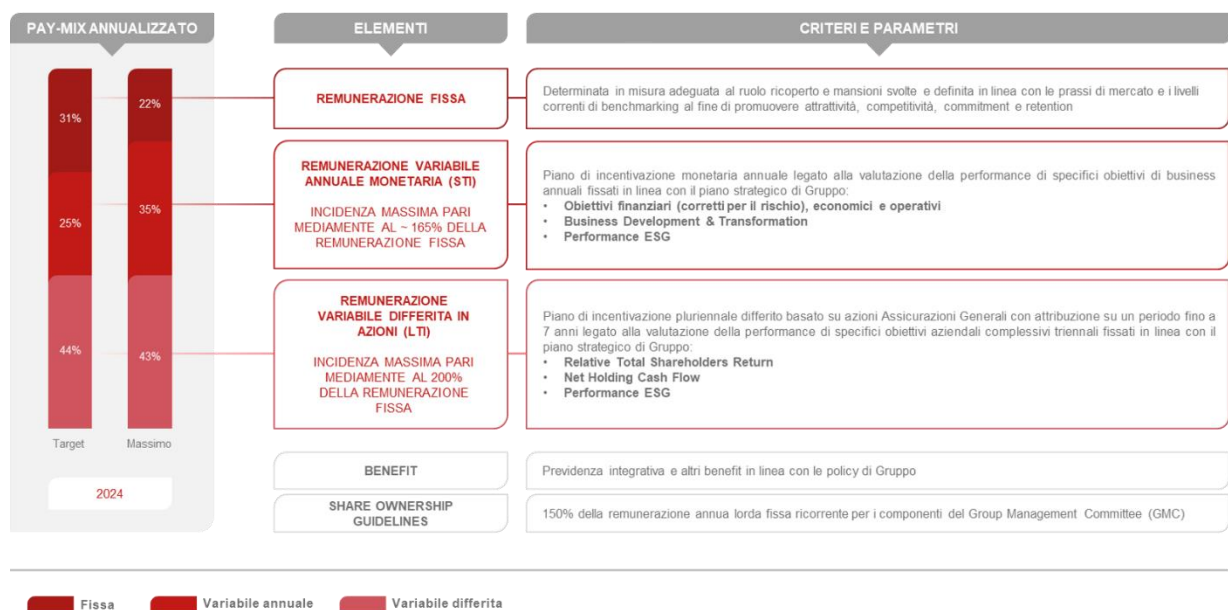 PAY-MIX ANNUALIZZATO
ELEMENTI
CRITERI E PARAMETRI
31%
22%
25%
35%
44%
43%
Target
Massimo
2024
REMUNERAZIONE FISSA
Determinata in misura adeguata al ruolo ricoperto e mansioni svolte e definita in linea con le prassi di mercato e i livelli
correnti di benchmarking al fine di promuovere attrattività, competitività, commitment e retention
REMUNERAZIONE VARIABILE
ANNUALE MONETARIA (STI)
INCIDENZA MASSIMA PARI
MEDIAMENTE AL ~ 165% DELLA
REMUNERAZIONE FISSA
Piano di incentivazione monetaria annuale legato alla valutazione della performance di specifici obiettivi di business
annuali fissati in linea con il piano strategico di Gruppo:
• Obiettivi finanziari (corretti per il rischio), economici e operativi
• Business Development & Transformation
• Performance ESG
REMUNERAZIONE
VARIABILE DIFFERITA IN
AZIONI (LTI)
INCIDENZA MASSIMA PARI
MEDIAMENTE AL 200%
DELLA REMUNERAZIONE
FISSA
Piano di incentivazione pluriennale differito basato su azioni Assicurazioni Generali con attribuzione su un periodo fino a
7 anni legato alla valutazione della performance di specifici obiettivi aziendali complessivi triennali fissati in linea con il
piano strategico di Gruppo:
• Relative Total Shareholders Return
• Net Holding Cash Flow
• Performance ESG
BENEFIT
Previdenza integrativa e altri benefit in linea con le policy di Gruppo
SHARE OWNERSHIP
GUIDELINES
150% della remunerazione annua lorda fissa ricorrente per i componenti del Group Management Committee (GMC)
Fissa
Variabile annuale
Variabile differita